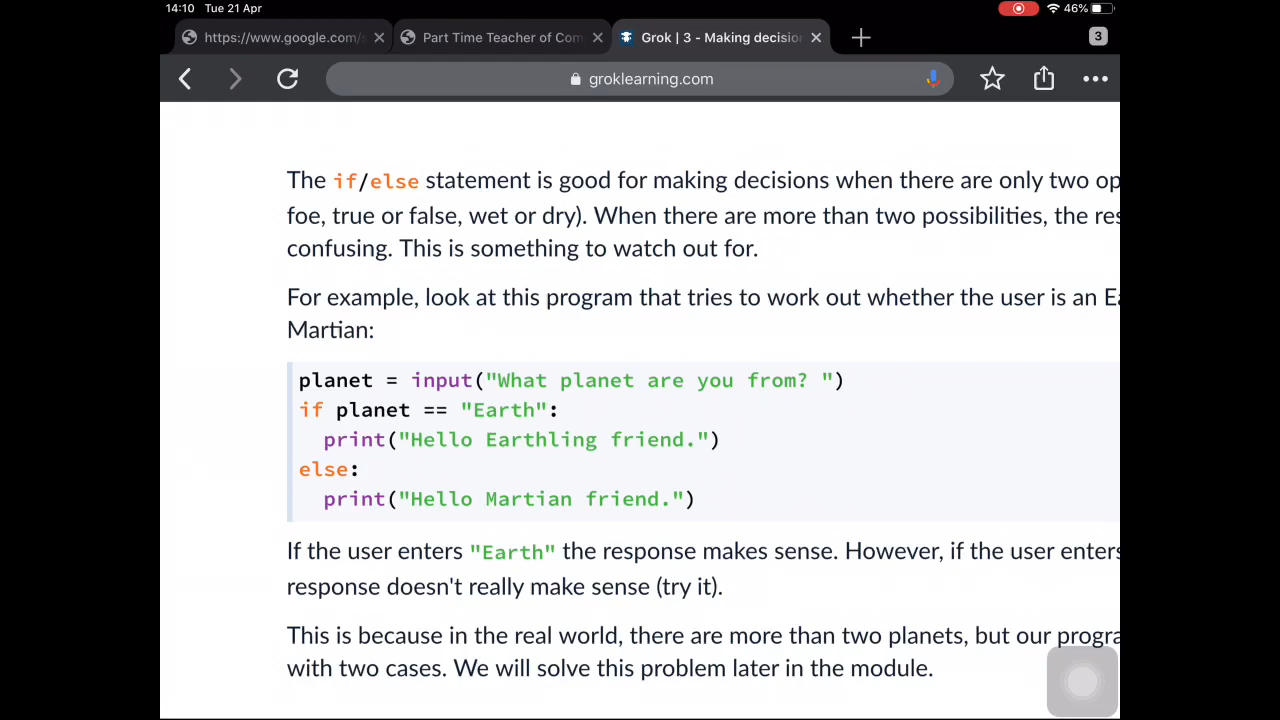 14:10 Tue 21 Apr 46%
https://www.google.com/s Part Time Teacher of Com Grok | 3 - Making decision 3
groklearning.com
The if/else statement is good for making decisions when there are only two op
foe, true or false, wet or dry). When there are more than two possibilities, the res
confusing. This is something to watch out for.
For example, look at this program that tries to work out whether the user is an Ea
Martian:
planet = input("What planet are you from? ")
if planet == "Earth":
print("Hello Earthling friend.")
else:
print("Hello Martian friend.")
If the user enters "Earth" the response makes sense. However, if the user enters
response doesn't really make sense (try it).
This is because in the real world, there are more than two planets, but our progra
with two cases. We will solve this problem later in the module.